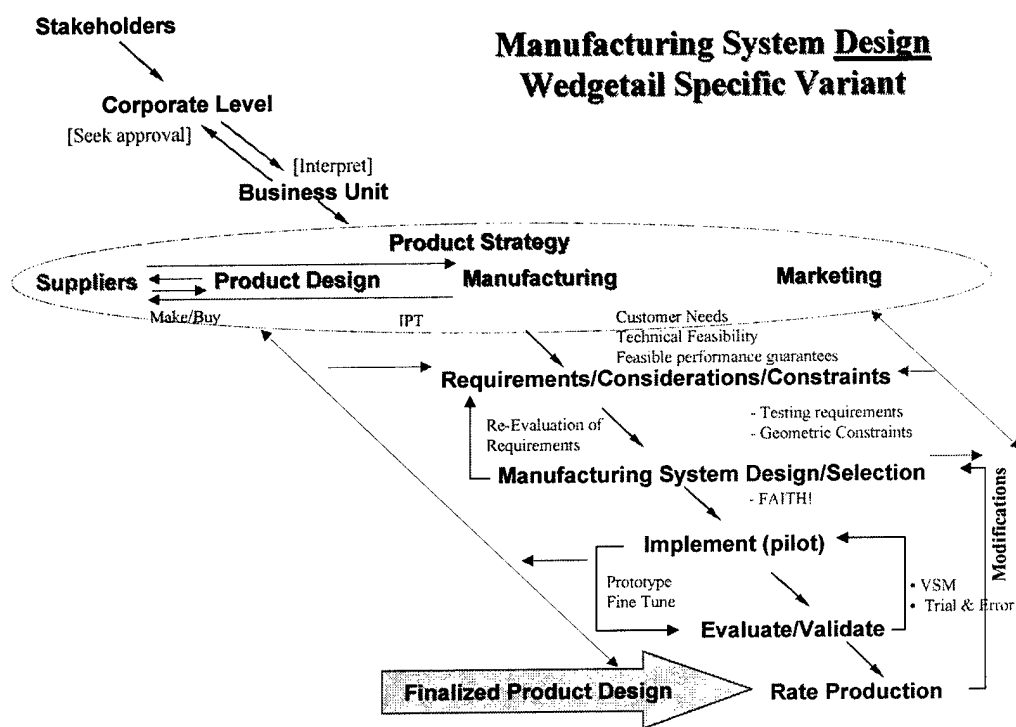 Stakeholders
Manufacturing System Design
Wedgetail Specific Variant
Corporate Level
[Seek approval]
[Interpret]
Business Unit
Product Strategy
Suppliers
Product Design
Manufacturing
Marketing
Make/Buy
IPT
Customer Needs
Technical Feasibility
Feasible performance guarantees
Requirements/Considerations/Constraints
Re-Evaluation of
Requirements
- Testing requirements
- Geometric Constraints
Manufacturing System Design/Selection
- FAITH!
Modifications
Implement (pilot)
Prototype
Fine Tune
• VSM
• Trial & Error
Evaluate/Validate
Finalized Product Design
Rate Production